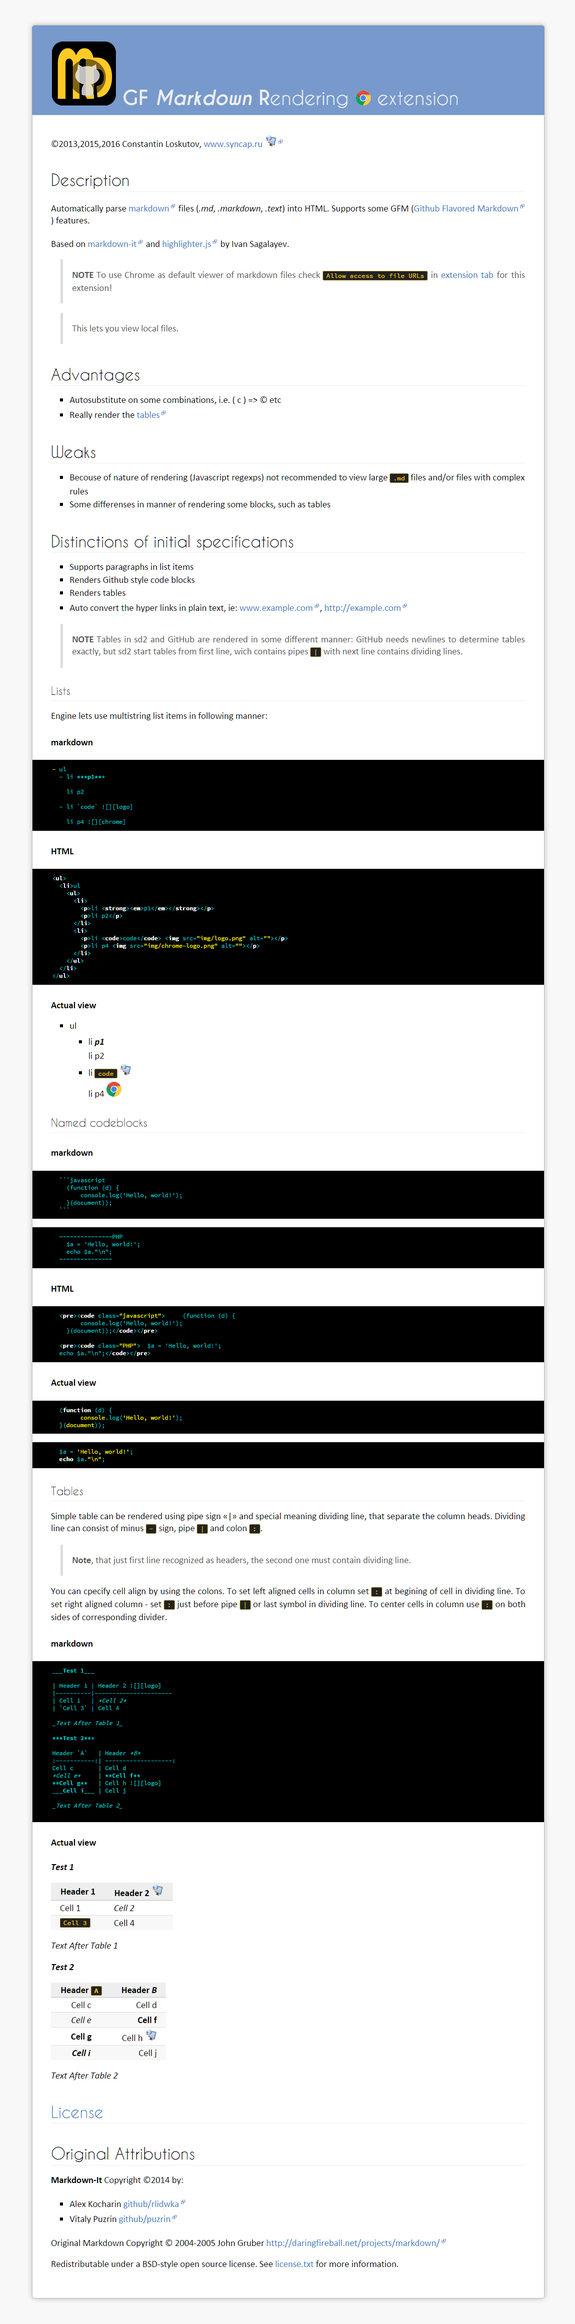 GF Markdown Rendering extension
©2013,2015,2016 Constantin Loskutov, www.syncap.ru
Description
Automatically parse markdown files (.md, .markdown, .text) into HTML. Supports some GFM (Github Flavored Markdown
) features.
Based on markdown-it and highlighter.js by Ivan Sagalayev.
NOTE To use Chrome as default viewer of markdown files check Allow access to file URLs in extension tab for this
extension!
This lets you view local files.
Advantages
Autosubstitute on some combinations, i.e. ( c ) => © etc
Really render the tables
Weaks
Becouse of nature of rendering (Javascript regexps) not recommended to view large .md files and/or files with complex
rules
Some differenses in manner of rendering some blocks, such as tables
Distinctions of initial specifications
Supports paragraphs in list items
Renders Github style code blocks
Renders tables
Auto convert the hyper links in plain text, ie: www.example.com, http://example.com
NOTE Tables in sd2 and GitHub are rendered in some different manner: GitHub needs newlines to determine tables
exactly, but sd2 start tables from first line, wich contains pipes | with next line contains dividing lines.
Lists
Engine lets use multistring list items in following manner:
markdown
- ul
  - li ***p1***
    li p2
  - li `code` ![][logo]
    li p4 ![][chrome]
HTML
<ul>
  <li>ul
    <ul>
      <li>
        <p>li <strong><em>p1</em></strong></p>
        <p>li p2</p>
      </li>
      <li>
        <p>li <code>code</code> <img src="img/logo.png" alt=""></p>
        <p>li p4 <img src="img/chrome-logo.png" alt=""></p>
      </li>
    </ul>
  </li>
</ul>
Actual view
ul
li p1
li p2
li code
li p4
Named codeblocks
markdown
```javascript
  (function (d) {
      console.log('Hello, world!');
  }(document));
```
~~~~~~~~~~~~~~~PHP
  $a = 'Hello, world!';
  echo $a."\n";
~~~~~~~~~~~~~~~
HTML
<pre><code class="javascript">     (function (d) {
      console.log('Hello, world!');
  }(document));</code></pre>
<pre><code class="PHP">  $a = 'Hello, world!';
echo $a."\n";</code></pre>
Actual view
(function (d) {
      console.log('Hello, world!');
}(document));
$a = 'Hello, world!';
echo $a."\n";
Tables
Simple table can be rendered using pipe sign «|» and special meaning dividing line, that separate the column heads. Dividing
line can consist of minus - sign, pipe | and colon :.
Note, that just first line recognized as headers, the second one must contain dividing line.
You can cpecify cell align by using the colons. To set left aligned cells in column set : at begining of cell in dividing line. To
set right aligned column - set : just before pipe | or last symbol in dividing line. To center cells in column use : on both
sides of corresponding divider.
markdown
___Test 1___
| Header 1 | Header 2 ![][logo]
|----------|----------------------
| Cell 1   | *Cell 2*
| `Cell 3` | Cell 4
_Text After Table 1_
***Test 2***
Header `A`   | Header *B*
:-----------:| -------------------:
Cell c       | Cell d
*Cell e*     | **Cell f**
**Cell g**   | Cell h ![][logo]
___Cell i___ | Cell j
_Text After Table 2_
Actual view
Test 1
Header 1 Header 2
Cell 1 Cell 2
Cell 3 Cell 4
Text After Table 1
Test 2
Header A Header B
Cell c Cell d
Cell e Cell f
Cell g Cell h
Cell i Cell j
Text After Table 2
License
Original Attributions
Markdown-It Copyright ©2014 by:
Alex Kocharin github/rlidwka
Vitaly Puzrin github/puzrin
Original Markdown Copyright © 2004-2005 John Gruber http://daringfireball.net/projects/markdown/
Redistributable under a BSD-style open source license. See license.txt for more information.